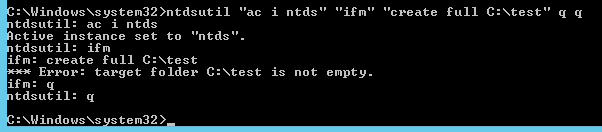 C:\Windows\system32>ntdsutil "ac i ntds" "ifm" "create full C:\test" q q
ntdsutil: ac i ntds
Active instance set to "ntds".
ntdsutil: ifm
ifm: create full C:\test
*** Error: target folder C:\test is not empty.
ifm: q
ntdsutil: q
C:\Windows\system32>_